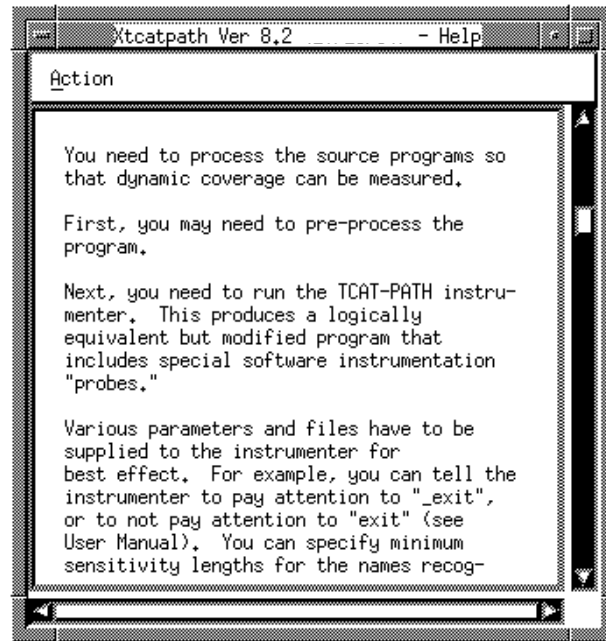 Xtcatpath Ver 8.2 - Help
Action
You need to process the source programs so
that dynamic coverage can be measured.
First, you may need to pre-process the
program.
Next, you need to run the TCAT-PATH instru-
menter. This produces a logically
equivalent but modified program that
includes special software instrumentation
"probes."
Various parameters and files have to be
supplied to the instrumenter for
best effect. For example, you can tell the
instrumenter to pay attention to "_exit",
or to not pay attention to "exit" (see
User Manual). You can specify minimum
sensitivity lengths for the names recog-